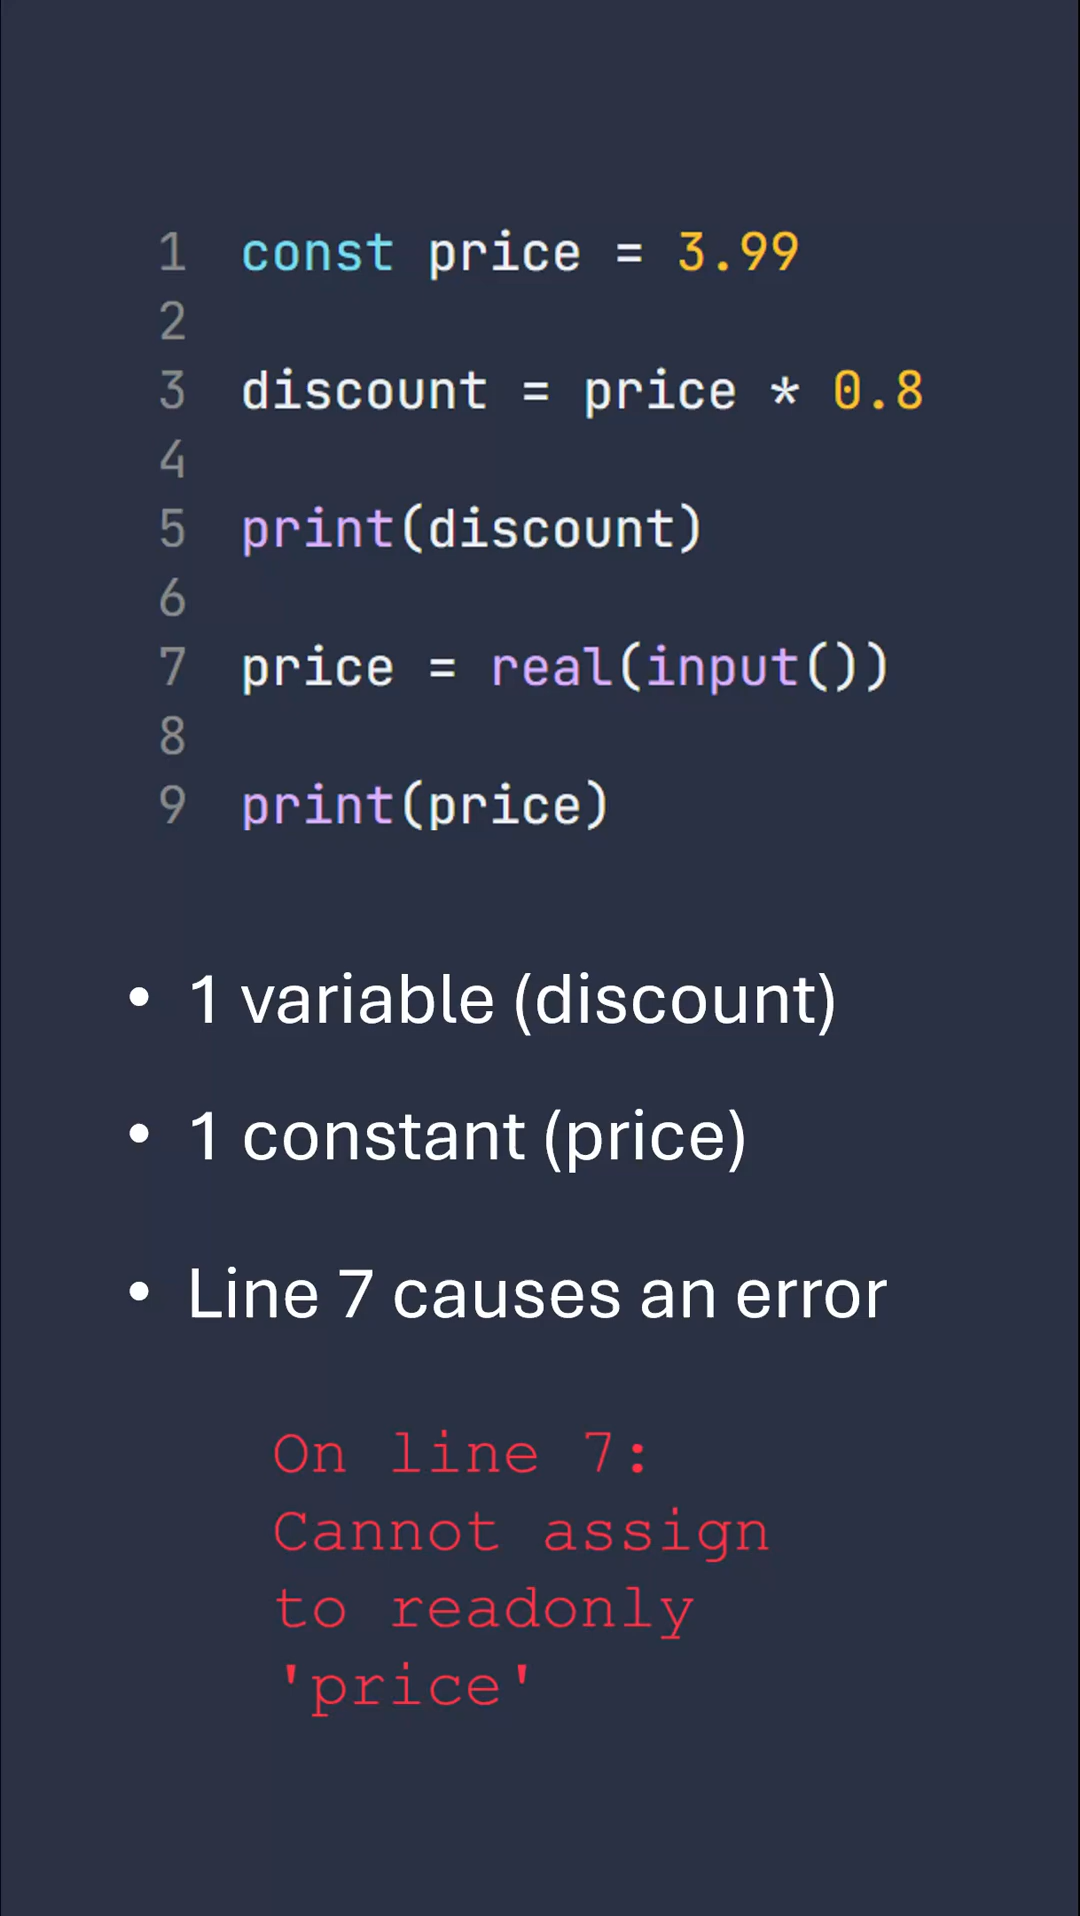 1 const price = 3.99
2
3 discount = price * 0.8
4
5 print(discount)
6
7 price = real(input())
8
9 print(price)
• 1 variable (discount)
• 1 constant (price)
• Line 7 causes an error
On line 7:
Cannot assign
to readonly
'price'